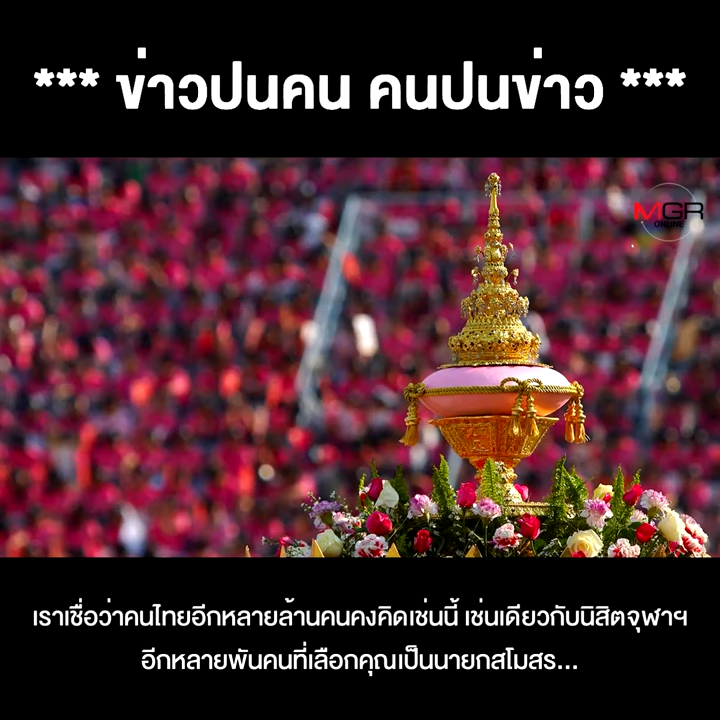 *** ข่าวปนคน คนปนข่าว ***
MGR
ONLINE
เราเชื่อว่าคนไทยอีกหลายล้านคนคงคิดเช่นนี้ เช่นเดียวกับนิสิตจุฬาฯ
อีกหลายพันคนที่เลือกคุณเป็นนายกสโมสร...